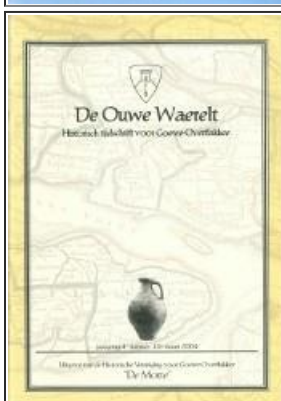 De Ouwe Waerelt
Historisch tijdschrift voor Goeree-Overflakkee
Uitgave van de Historische Vereniging voor Goeree-Overflakkee
"De Motte"